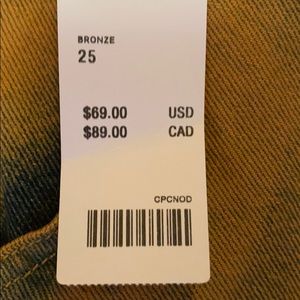 BRONZE
25
$69.00 USD
$89.00 CAD
CPCNOD